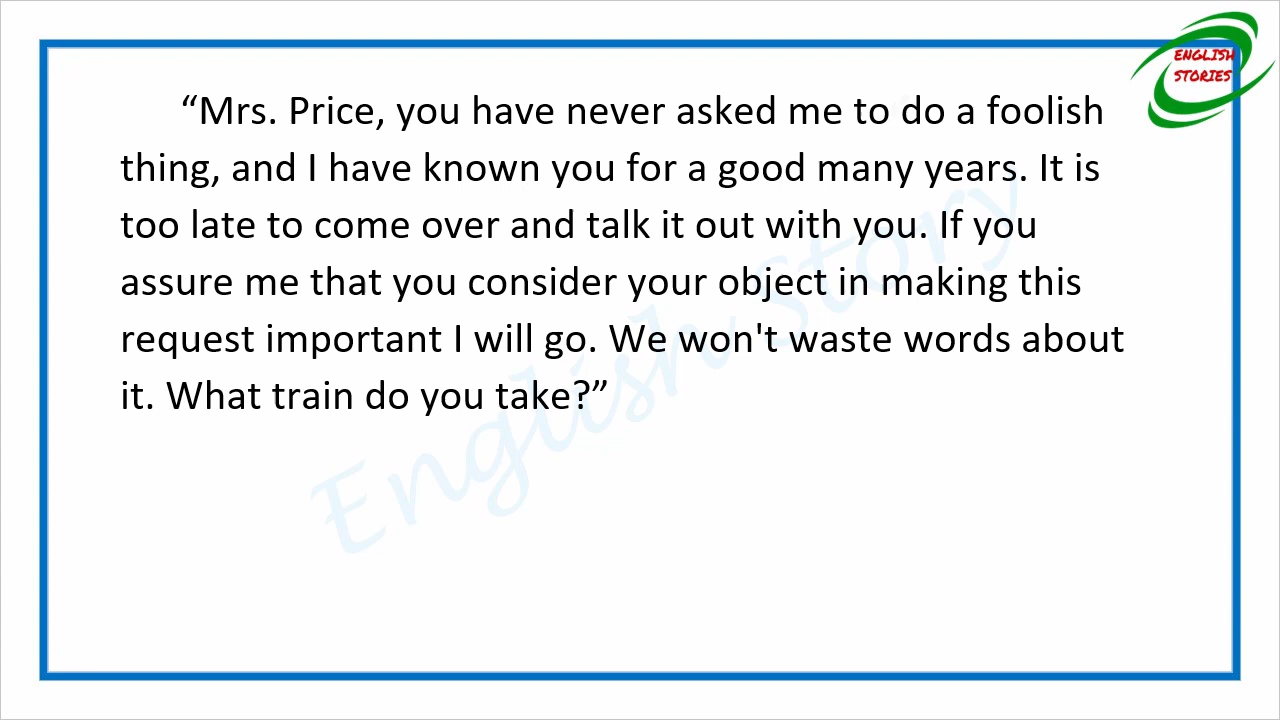 ENGLISH
STORIES
“Mrs. Price, you have never asked me to do a foolish
thing, and I have known you for a good many years. It is
too late to come over and talk it out with you. If you
assure me that you consider your object in making this
request important I will go. We won't waste words about
it. What train do you take?”
English Story